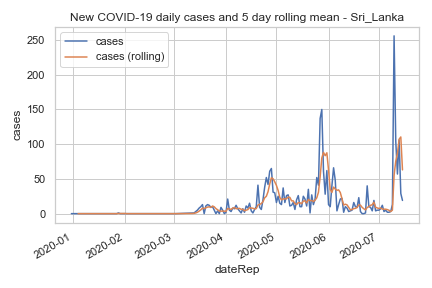 New COVID-19 daily cases and 5 day rolling mean - Sri_Lanka
cases
cases (rolling)
250
200
150
100
50
0
cases
2020-01
2020-02
2020-03
2020-04
2020-05
2020-06
2020-07
dateRep